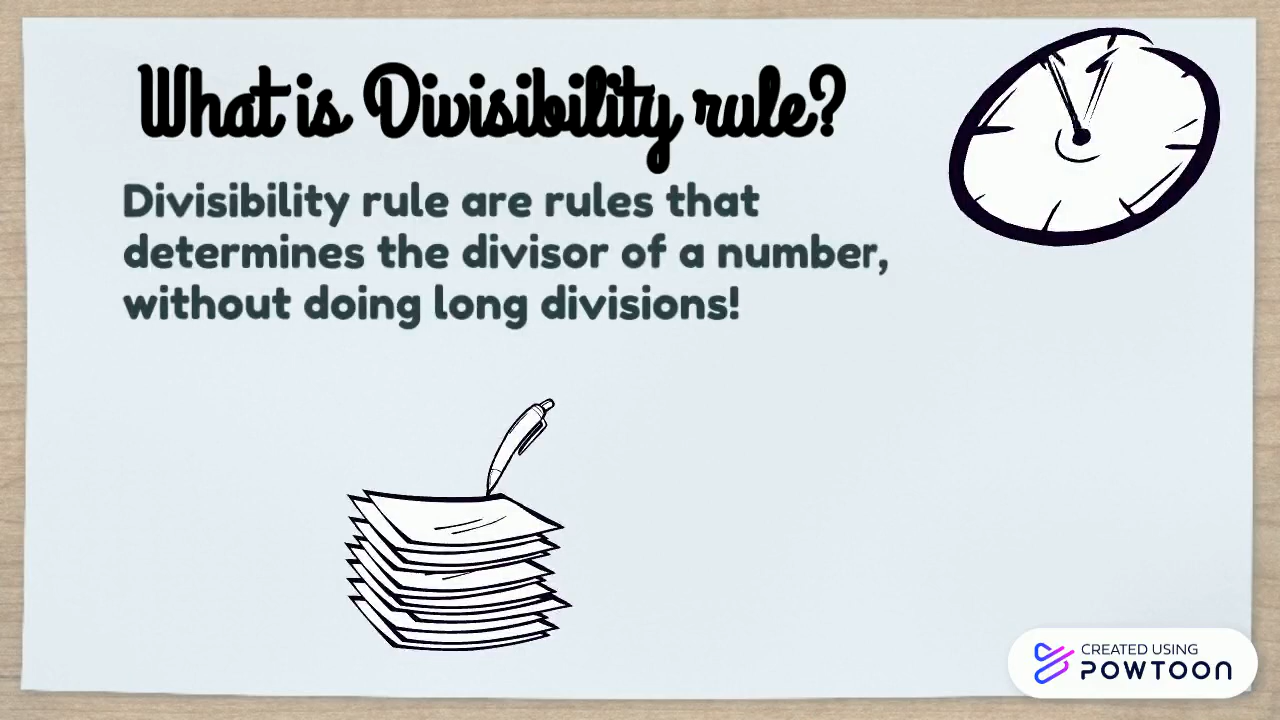 What is Divisibility rule?
Divisibility rule are rules that
determines the divisor of a number,
without doing long divisions!
CREATED USING
POWTOON